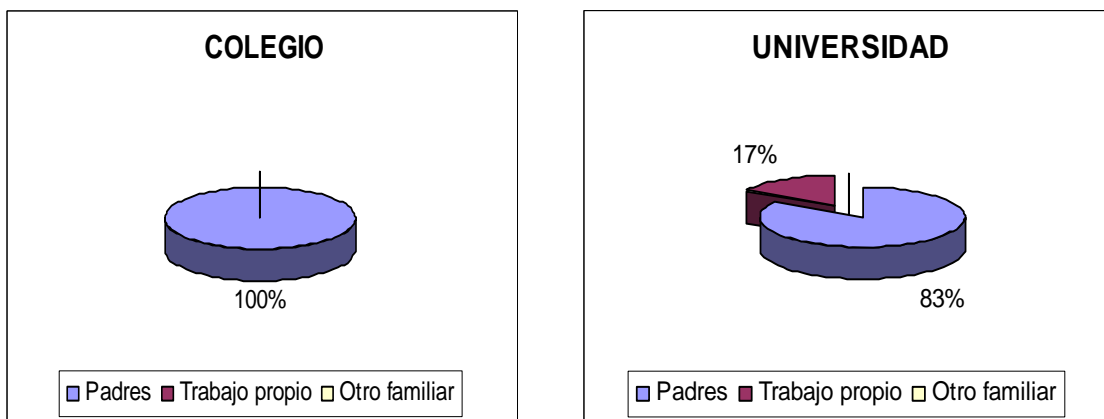 COLEGIO
100%
Padres Trabajo propio Otro familiar
UNIVERSIDAD
17%
83%
Padres Trabajo propio Otro familiar